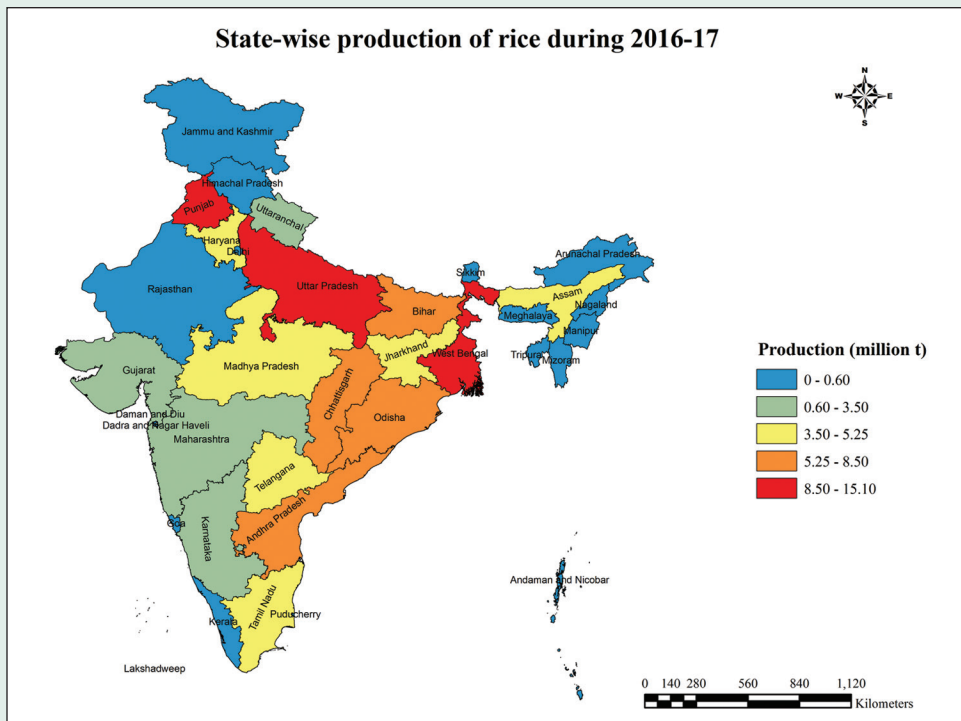 State-wise production of rice during 2016-17
N
W E
S
Jammu and Kashmir
Himachal Pradesh
Punjab
Uttaranchal
Haryana
Delhi
Arunachal Pradesh
Sikkim
Rajasthan
Uttar Pradesh
Assam
Nagaland
Bihar
Meghalaya
Manipur
Jharkhand
West Bengal
Tripura
Mizoram
Gujarat
Madhya Pradesh
Chhattisgarh
Odisha
Daman and Diu
Dadra and Nagar Haveli
Maharashtra
Telangana
Andhra Pradesh
Goa
Karnataka
Andaman and Nicobar
Tamil Nadu
Puducherry
Kerala
Lakshadweep
Production (million t)
0 - 0.60
0.60 - 3.50
3.50 - 5.25
5.25 - 8.50
8.50 - 15.10
0 140 280 560 840 1,120
Kilometers